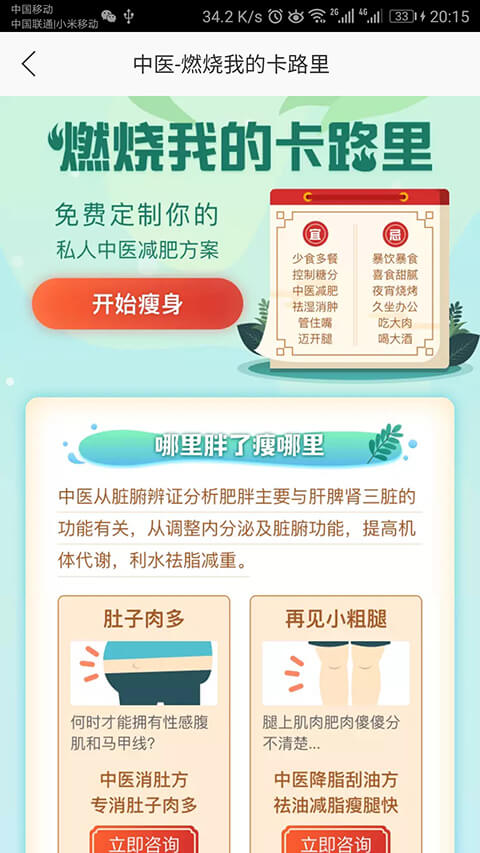 中国移动
中国联通|小米移动
34.2 K/s
2G
4G
33
20:15
中医-燃烧我的卡路里
燃烧我的卡路里
免费定制你的
私人中医减肥方案
开始瘦身
宜
少食多餐
控制糖分
中医减肥
祛湿消肿
管住嘴
迈开腿
忌
暴饮暴食
喜食甜腻
夜宵烧烤
久坐办公
吃大肉
喝大酒
哪里胖了瘦哪里
中医从脏腑辨证分析肥胖主要与肝脾肾三脏的
功能有关，从调整内分泌及脏腑功能，提高机
体代谢，利水祛脂减重。
肚子肉多
何时才能拥有性感腹
肌和马甲线?
中医消肚方
专消肚子肉多
立即咨询
再见小粗腿
腿上肌肉肥肉傻傻分
不清楚...
中医降脂刮油方
祛油减脂瘦腿快
立即咨询